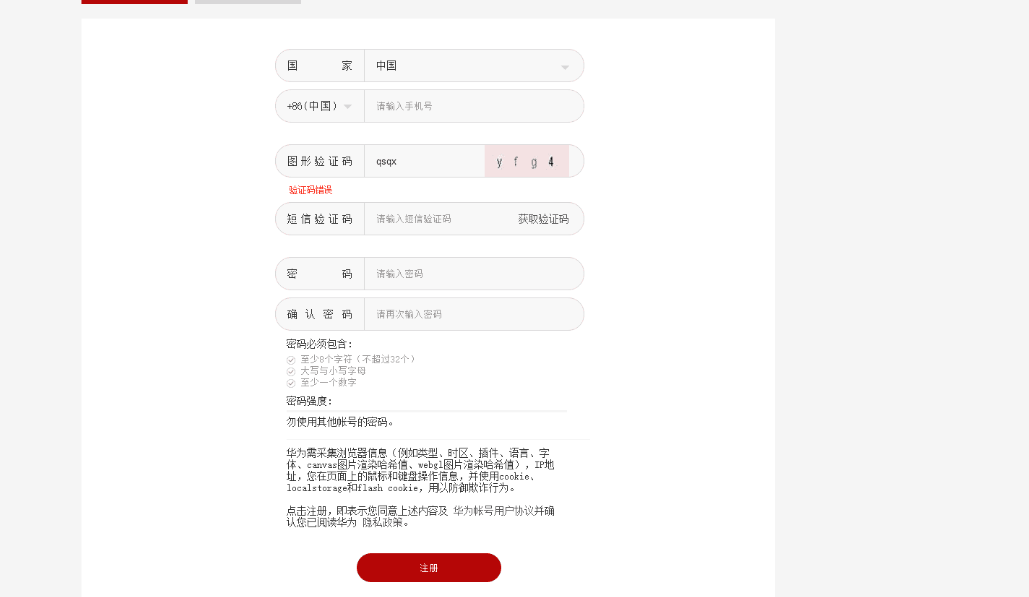 国 家 中国
+86(中国) 请输入手机号
图形验证码 qsqx y f g 4
验证码错误
短信验证码 请输入短信验证码 获取验证码
密 码 请输入密码
确认密码 请再次输入密码
密码必须包含:
至少8个字符（不超过32个）
大写与小写字母
至少一个数字
密码强度:
勿使用其他帐号的密码。
华为需采集浏览器信息（例如类型、时区、插件、语言、字
体、canvas图片渲染哈希值、webgl图片渲染哈希值），IP地
址，您在页面上的鼠标和键盘操作信息，并使用cookie、
localstorage和flash cookie，用以防御欺诈行为。
点击注册，即表示您同意上述内容及 华为帐号用户协议并确
认您已阅读华为 隐私政策。
注册